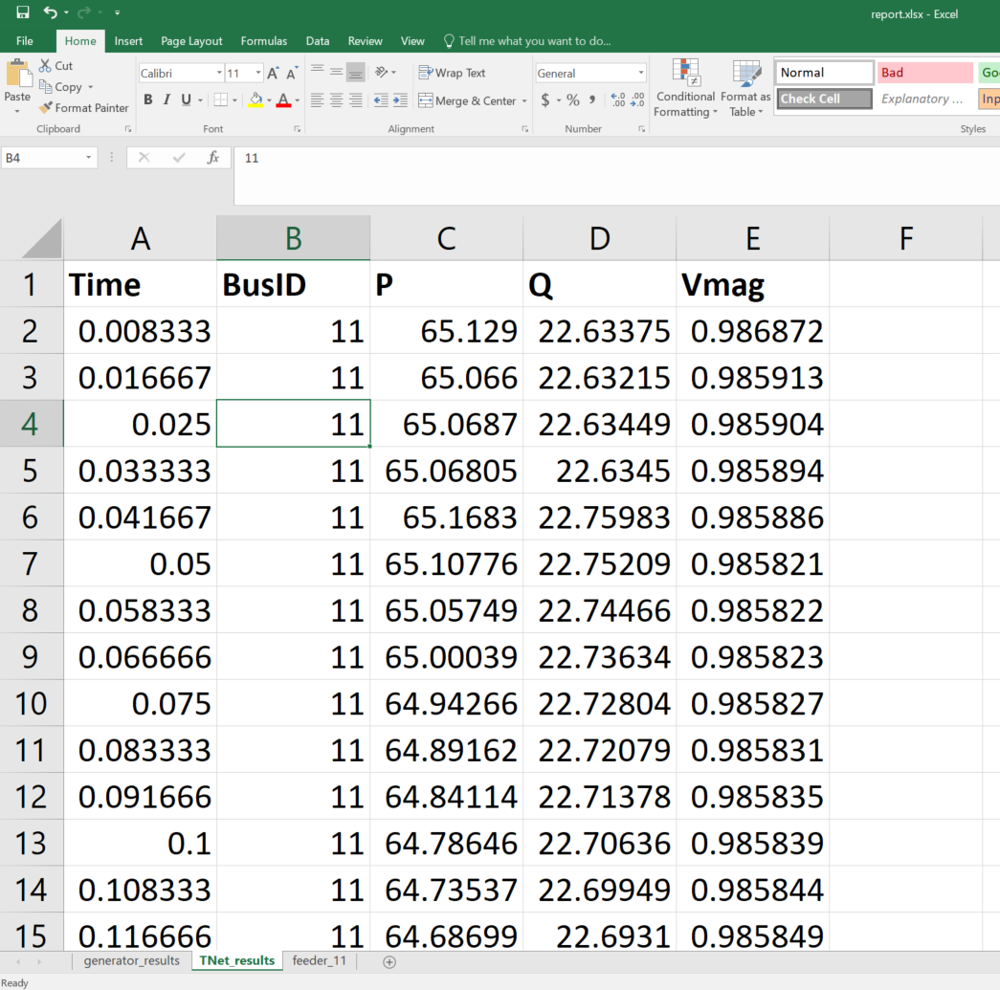 report.xlsx - Excel
File Home Insert Page Layout Formulas Data Review View Tell me what you want to do...
Paste Cut Copy Format Painter Clipboard
Calibri 11 A A B I U A Font
Wrap Text Merge & Center Alignment
General $ % , .0 .00 .00 .0 Number
Conditional Formatting Format as Table
Normal Bad Goo
Check Cell Explanatory ... Inp
Styles
B4 fx 11
A B C D E F
1 Time BusID P Q Vmag
2 0.008333 11 65.129 22.63375 0.986872
3 0.016667 11 65.066 22.63215 0.985913
4 0.025 11 65.0687 22.63449 0.985904
5 0.033333 11 65.06805 22.6345 0.985894
6 0.041667 11 65.1683 22.75983 0.985886
7 0.05 11 65.10776 22.75209 0.985821
8 0.058333 11 65.05749 22.74466 0.985822
9 0.066666 11 65.00039 22.73634 0.985823
10 0.075 11 64.94266 22.72804 0.985827
11 0.083333 11 64.89162 22.72079 0.985831
12 0.091666 11 64.84114 22.71378 0.985835
13 0.1 11 64.78646 22.70636 0.985839
14 0.108333 11 64.73537 22.69949 0.985844
15 0.116666 11 64.68699 22.6931 0.985849
generator_results TNet_results feeder_11
Ready